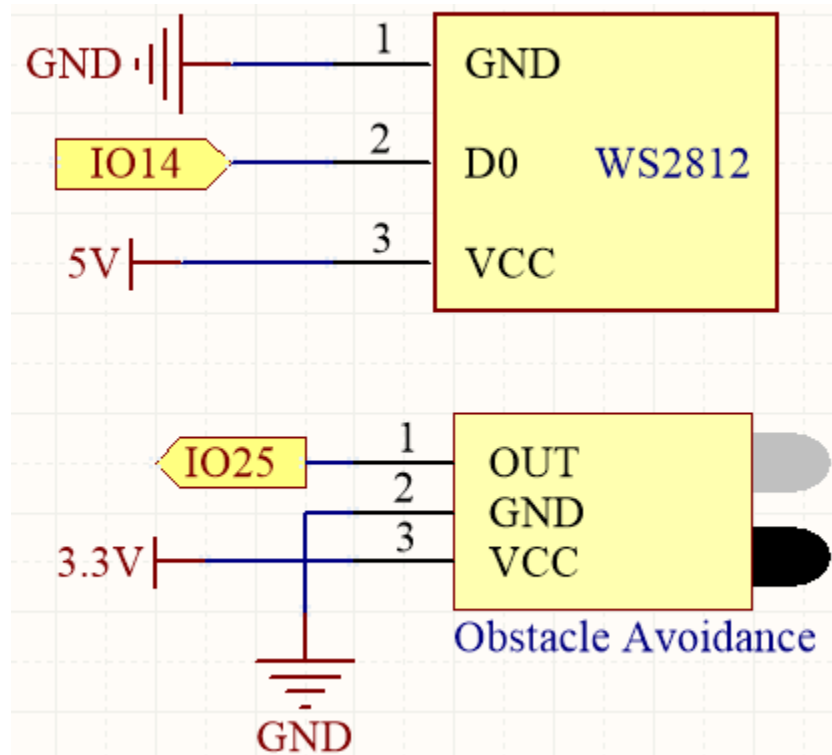 1
GND GND
2
IO14 D0 WS2812
3
5V VCC
1
IO25 OUT
2
GND
3
3.3V VCC
Obstacle Avoidance
GND